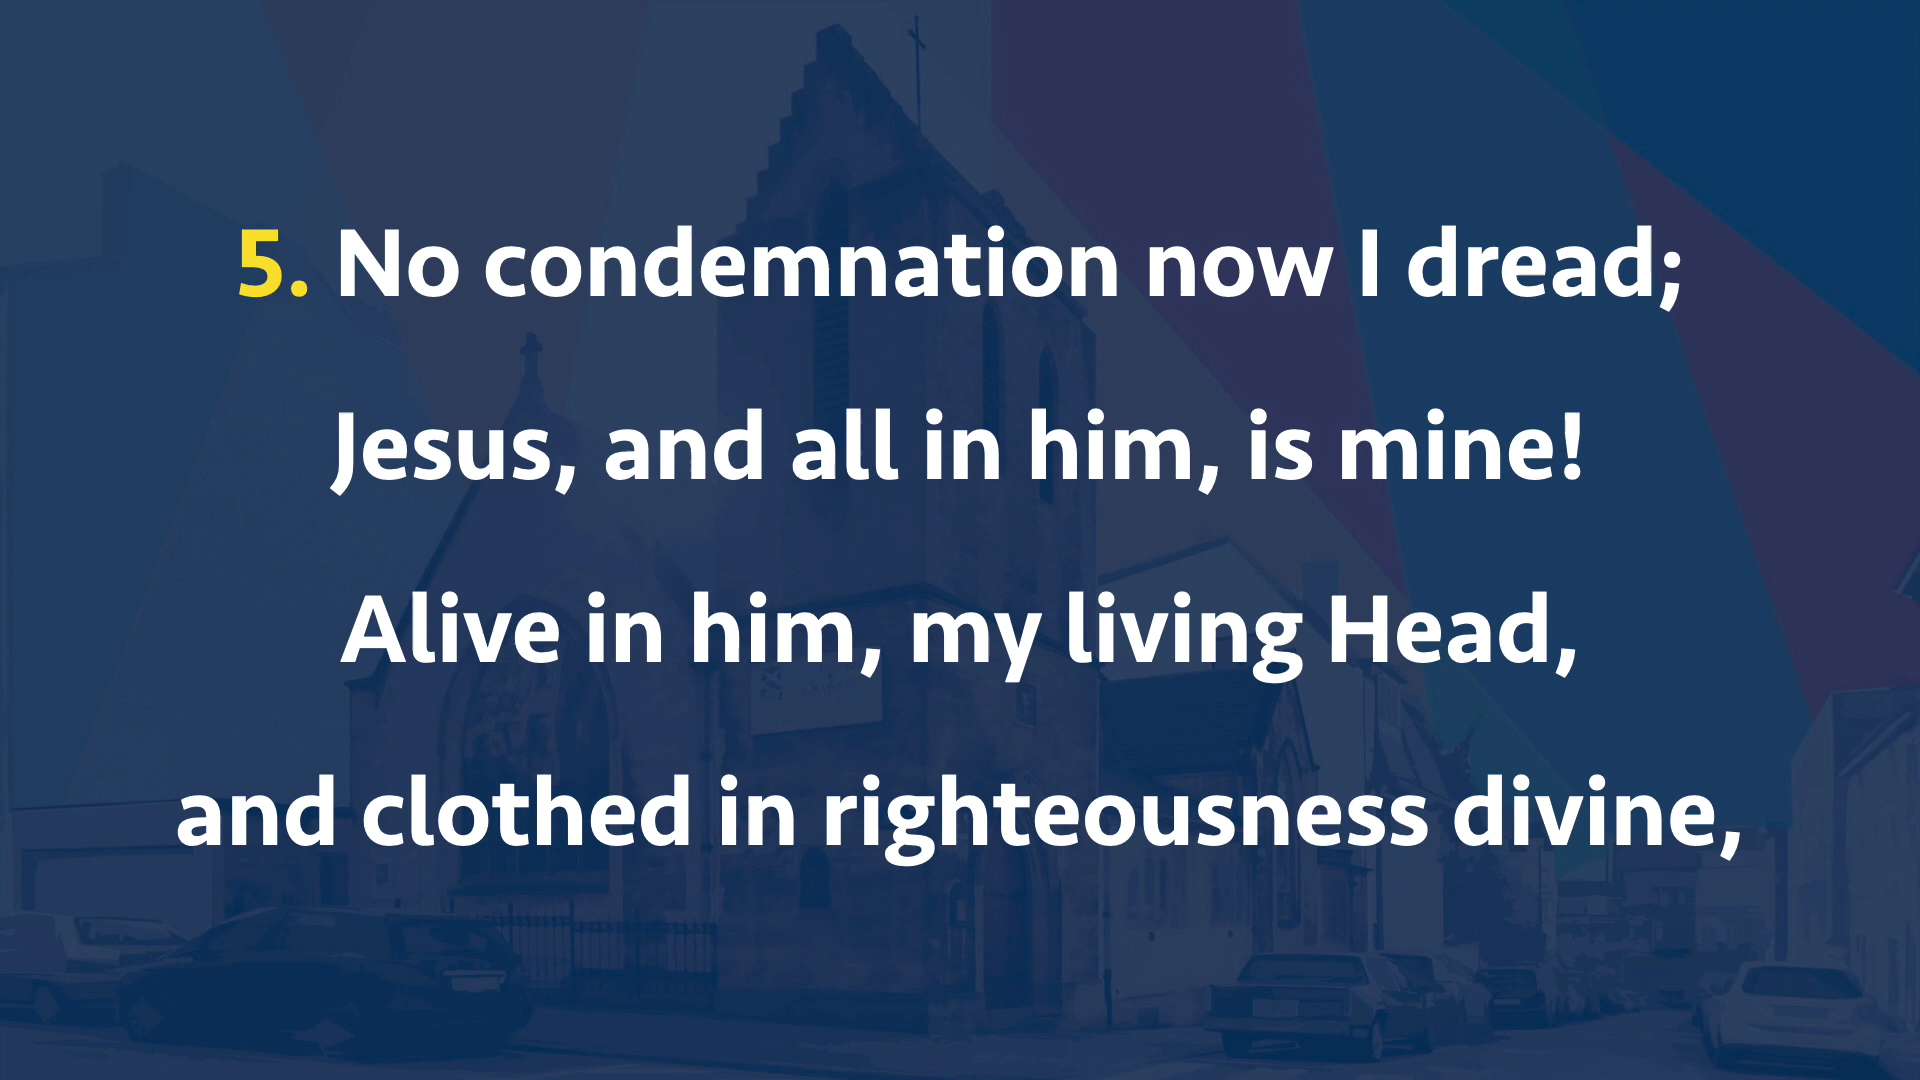 5. No condemnation now I dread;
Jesus, and all in him, is mine!
Alive in him, my living Head,
and clothed in righteousness divine,